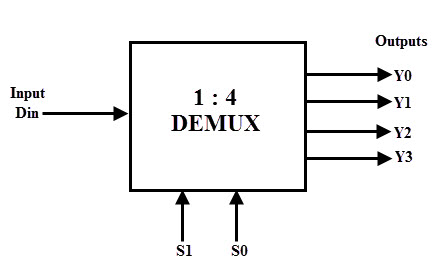 Outputs
Input
Din
1 : 4
DEMUX
Y0
Y1
Y2
Y3
S1
S0